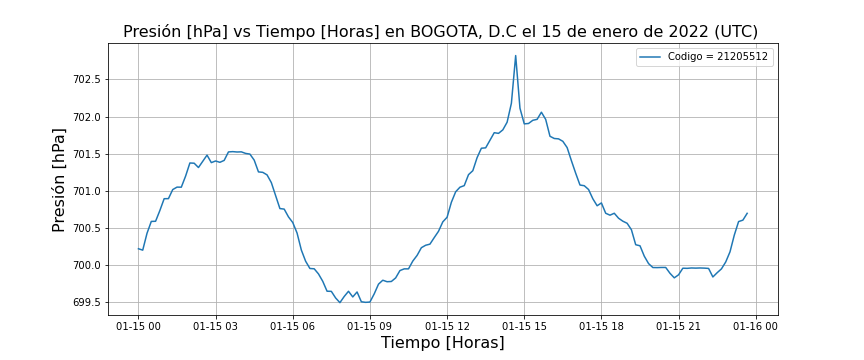 Presión [hPa] vs Tiempo [Horas] en BOGOTA, D.C el 15 de enero de 2022 (UTC)
Codigo = 21205512
Presión [hPa]
702.5
702.0
701.5
701.0
700.5
700.0
699.5
01-15 00 01-15 03 01-15 06 01-15 09 01-15 12 01-15 15 01-15 18 01-15 21 01-16 00
Tiempo [Horas]